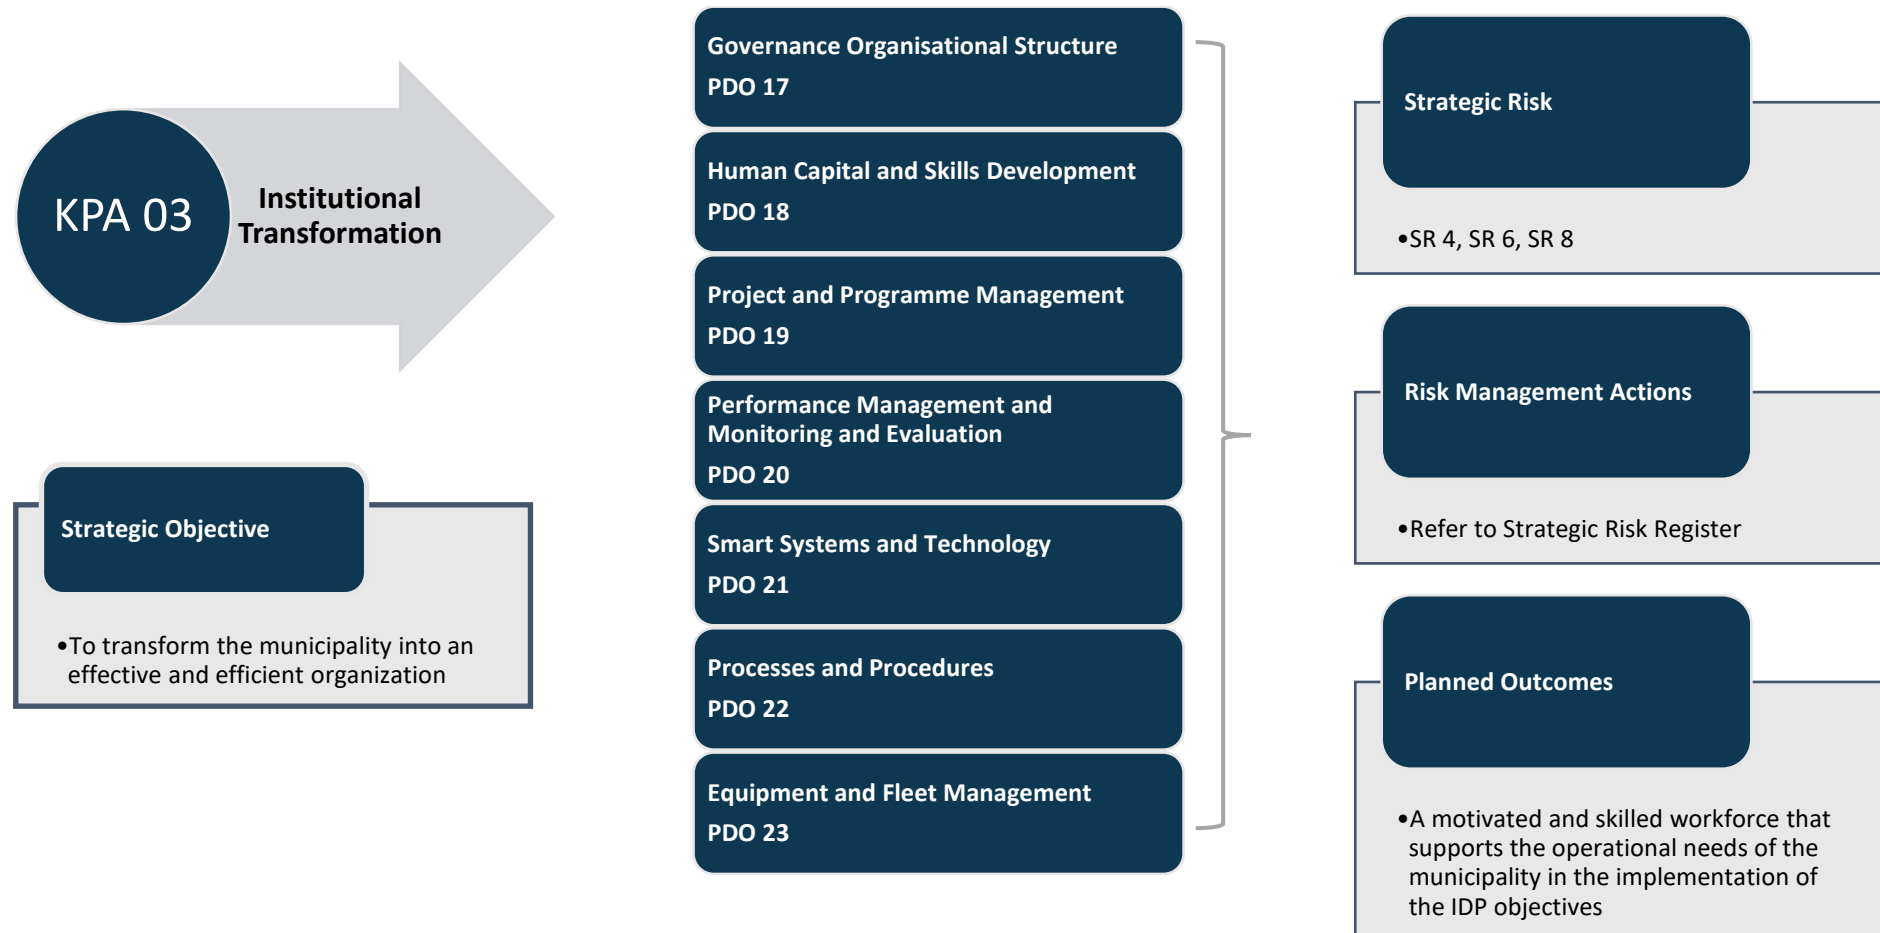 KPA 03
Institutional
Transformation
Strategic Objective
•To transform the municipality into an
effective and efficient organization
Governance Organisational Structure
PDO 17
Human Capital and Skills Development
PDO 18
Project and Programme Management
PDO 19
Performance Management and
Monitoring and Evaluation
PDO 20
Smart Systems and Technology
PDO 21
Processes and Procedures
PDO 22
Equipment and Fleet Management
PDO 23
Strategic Risk
•SR 4, SR 6, SR 8
Risk Management Actions
•Refer to Strategic Risk Register
Planned Outcomes
•A motivated and skilled workforce that
supports the operational needs of the
municipality in the implementation of
the IDP objectives